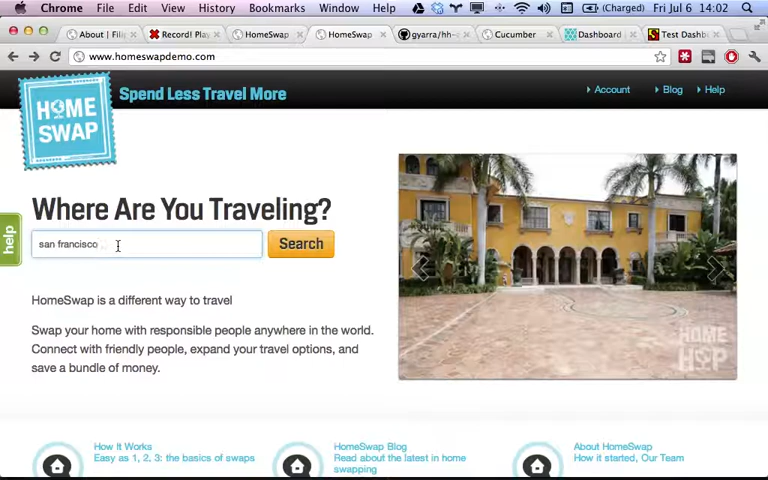 Chrome File Edit View History Bookmarks Window Help (Charged) Fri Jul 6 14:02
About | Fili
Record! Play
HomeSwap
HomeSwap
gyarra/hh-
Cucumber
Dashboard
Test Dashb
www.homeswapdemo.com
HOME
SWAP
Spend Less Travel More
Account
Blog
Help
Where Are You Traveling?
help
san francisco
Search
HomeSwap is a different way to travel
Swap your home with responsible people anywhere in the world.
Connect with friendly people, expand your travel options, and
save a bundle of money.
HOME
HOP
How It Works
Easy as 1, 2, 3: the basics of swaps
HomeSwap Blog
Read about the latest in home
swapping
About HomeSwap
How it started, Our Team